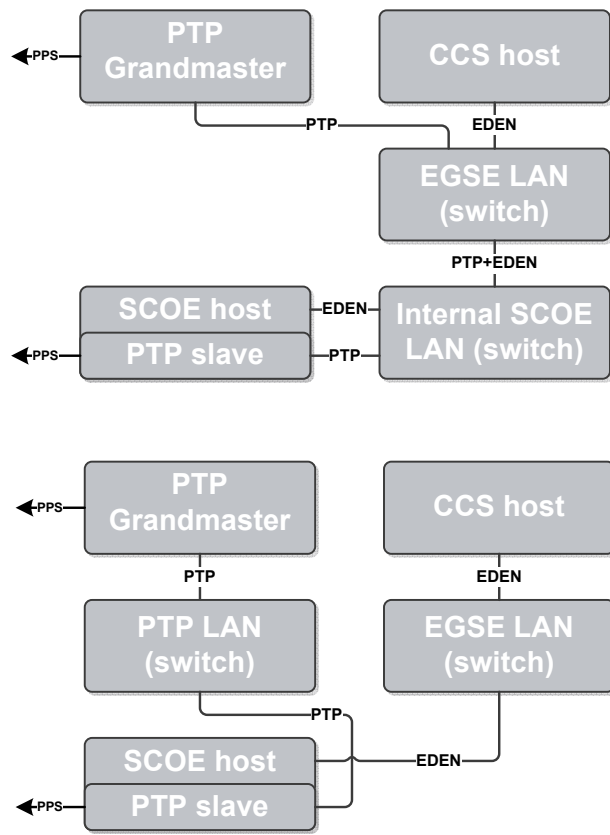 PTP
Grandmaster
CCS host
PPS
PTP
EDEN
EGSE LAN
(switch)
PTP+EDEN
SCOE host
EDEN
Internal SCOE
LAN (switch)
PPS
PTP slave
PTP
PTP
Grandmaster
CCS host
PPS
PTP
EDEN
PTP LAN
(switch)
EGSE LAN
(switch)
PTP
SCOE host
EDEN
PPS
PTP slave